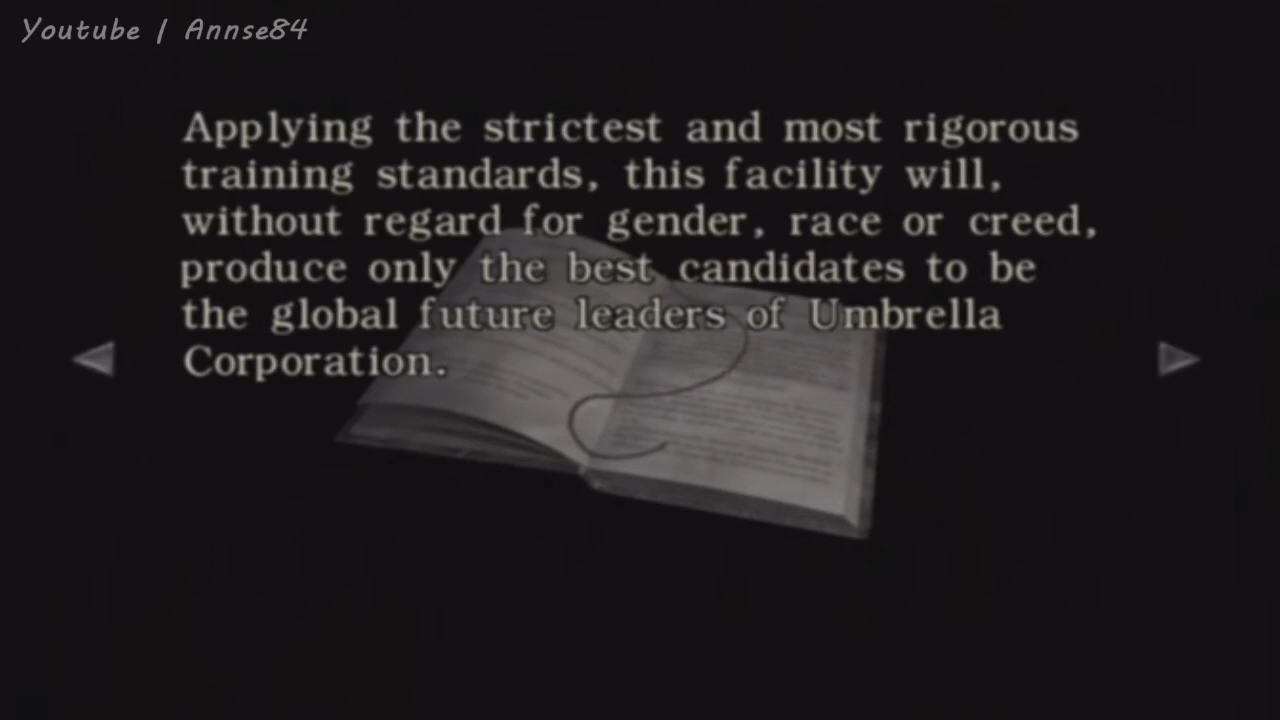 Youtube | Annse84
Applying the strictest and most rigorous
training standards, this facility will,
without regard for gender, race or creed,
produce only the best candidates to be
the global future leaders of Umbrella
Corporation.